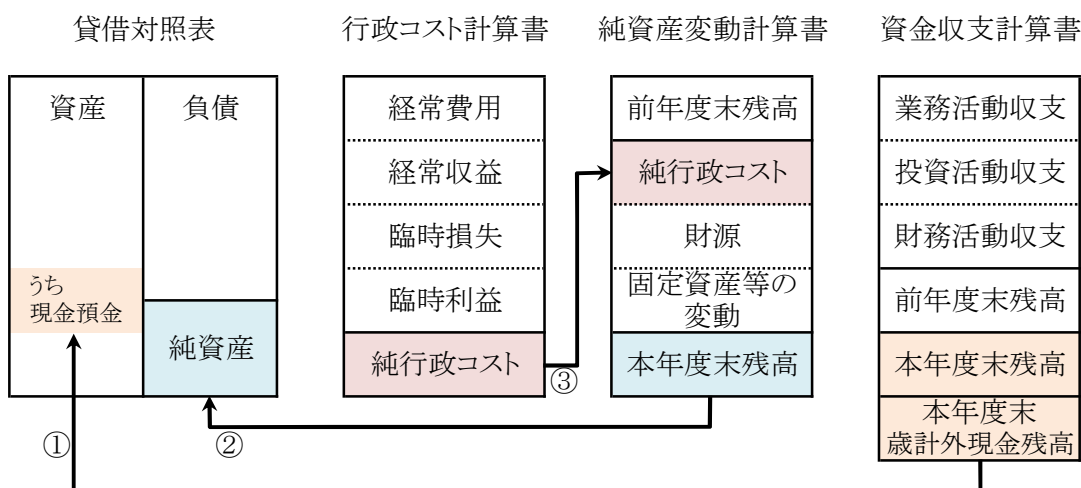 貸借対照表
行政コスト計算書
純資産変動計算書
資金収支計算書
資産
うち
現金預金
負債
純資産
経常費用
経常収益
臨時損失
臨時利益
純行政コスト
前年度末残高
純行政コスト
財源
固定資産等の
変動
本年度末残高
業務活動収支
投資活動収支
財務活動収支
前年度末残高
本年度末残高
本年度末
歳計外現金残高
①
②
③